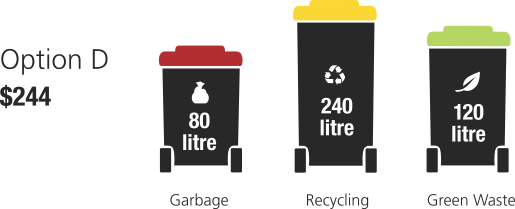 Option D
$244
80
litre
240
litre
120
litre
Garbage
Recycling
Green Waste